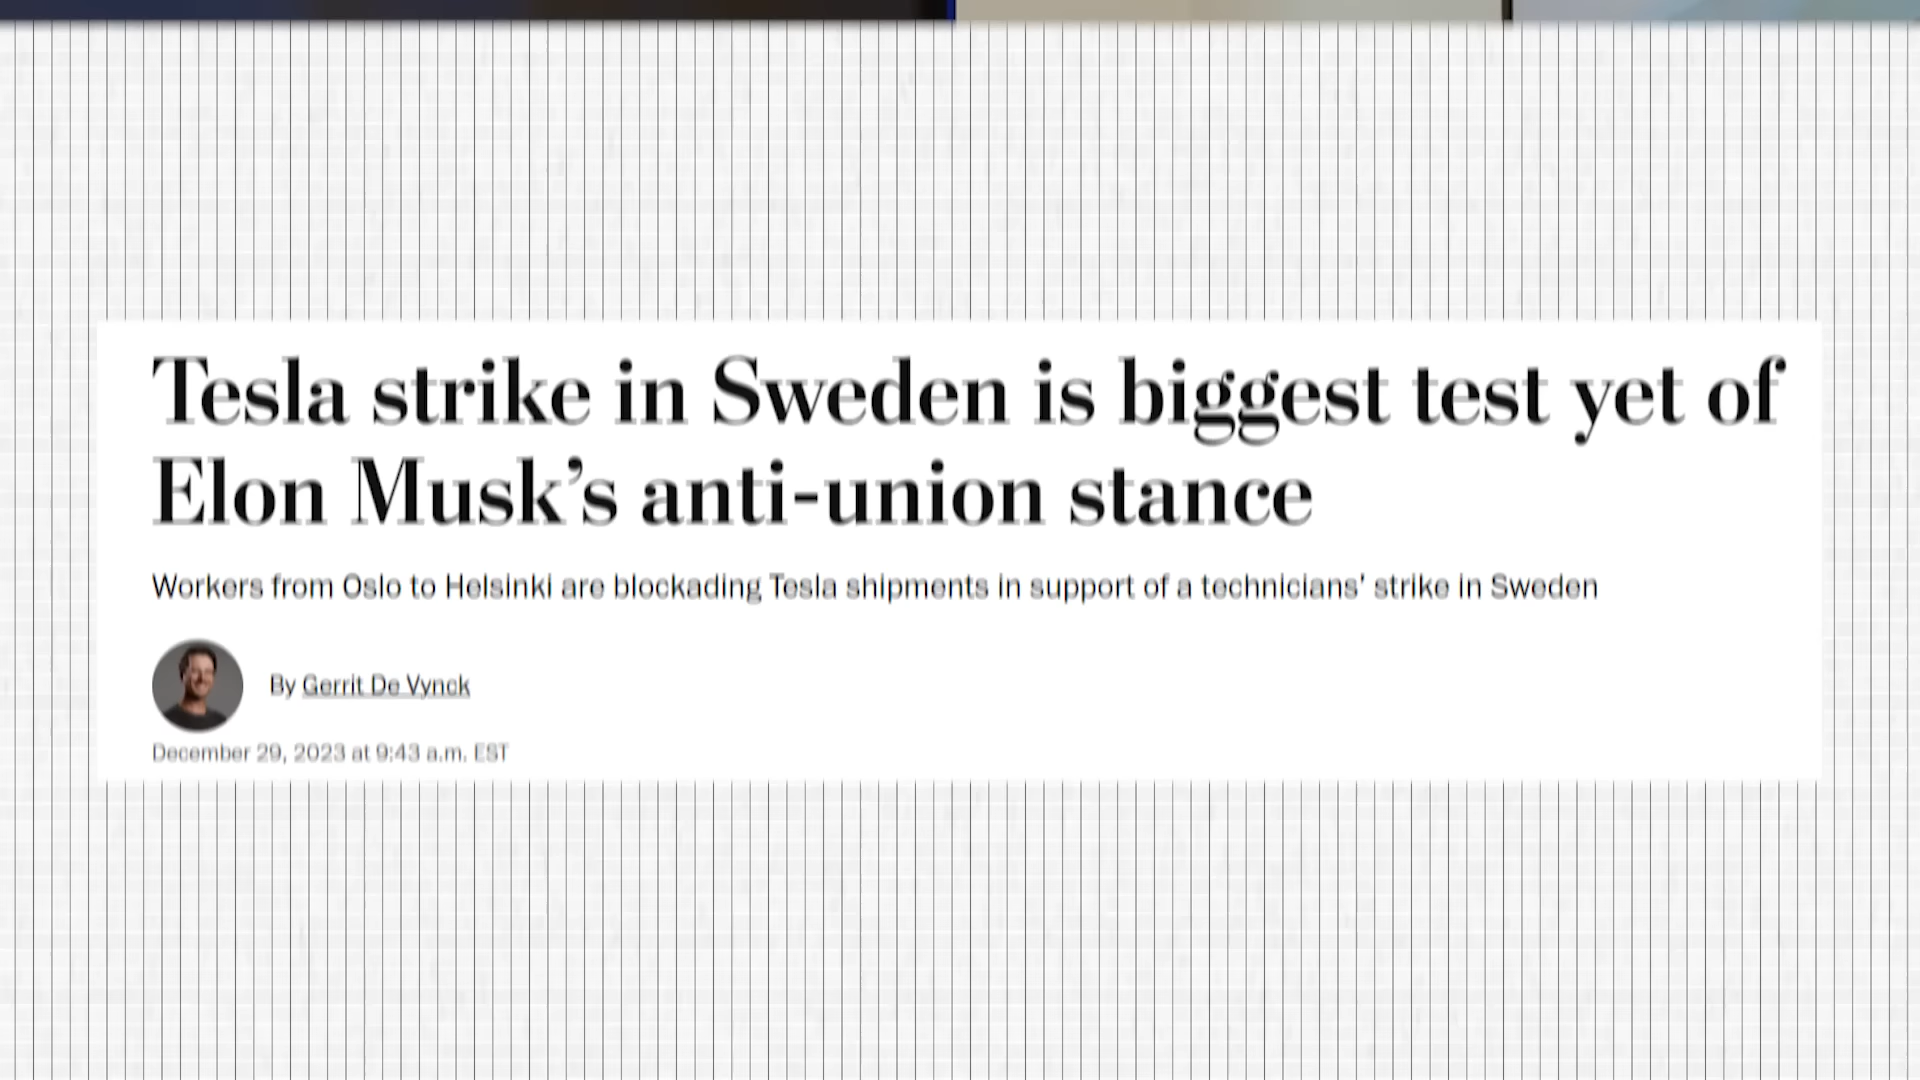 Tesla strike in Sweden is biggest test yet of
Elon Musk’s anti-union stance
Workers from Oslo to Helsinki are blockading Tesla shipments in support of a technicians’ strike in Sweden
By Gerrit De Vynck
December 29, 2023 at 9:43 a.m. EST